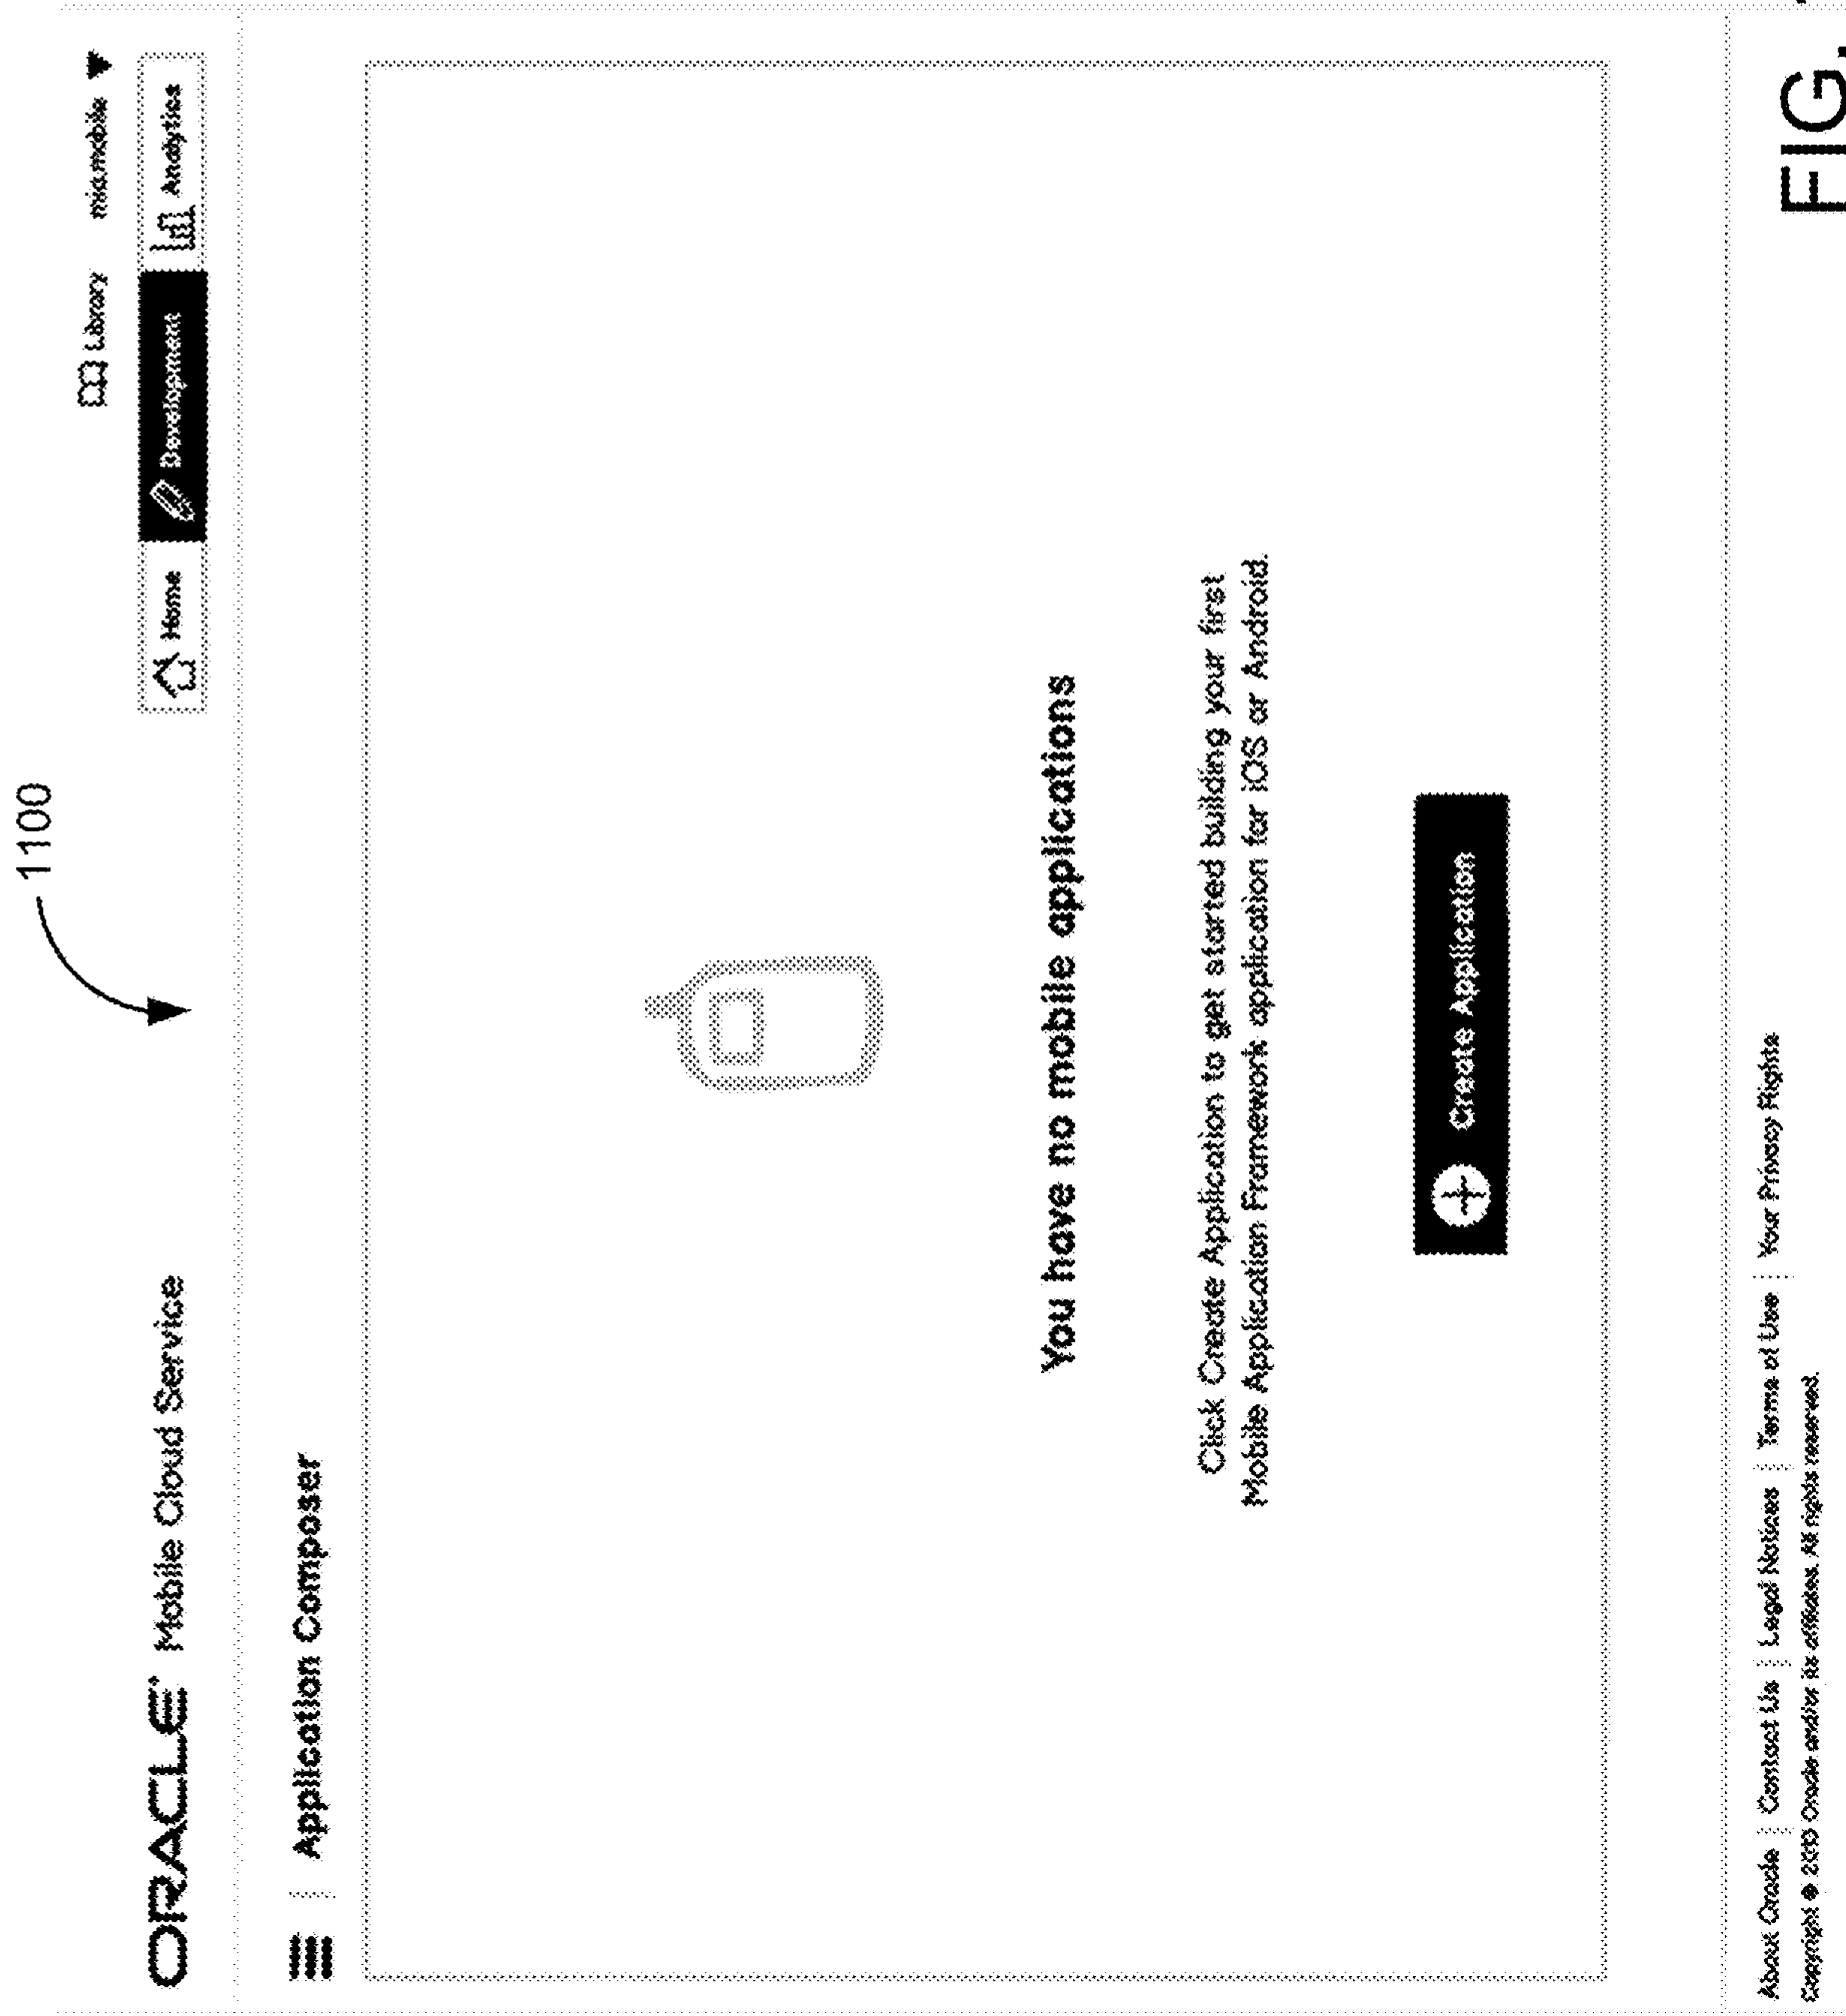 1100
Library mia.mobile
ORACLE Mobile Cloud Service
Home Development Analytics
Application Composer
You have no mobile applications
Click Create Application to get started building your first
Mobile Application Framework application for iOS or Android.
Create Application
About Oracle Contact Us Legal Notices Terms of Use Your Privacy Rights
Copyright © Oracle and/or its affiliates. All rights reserved.
FIG.